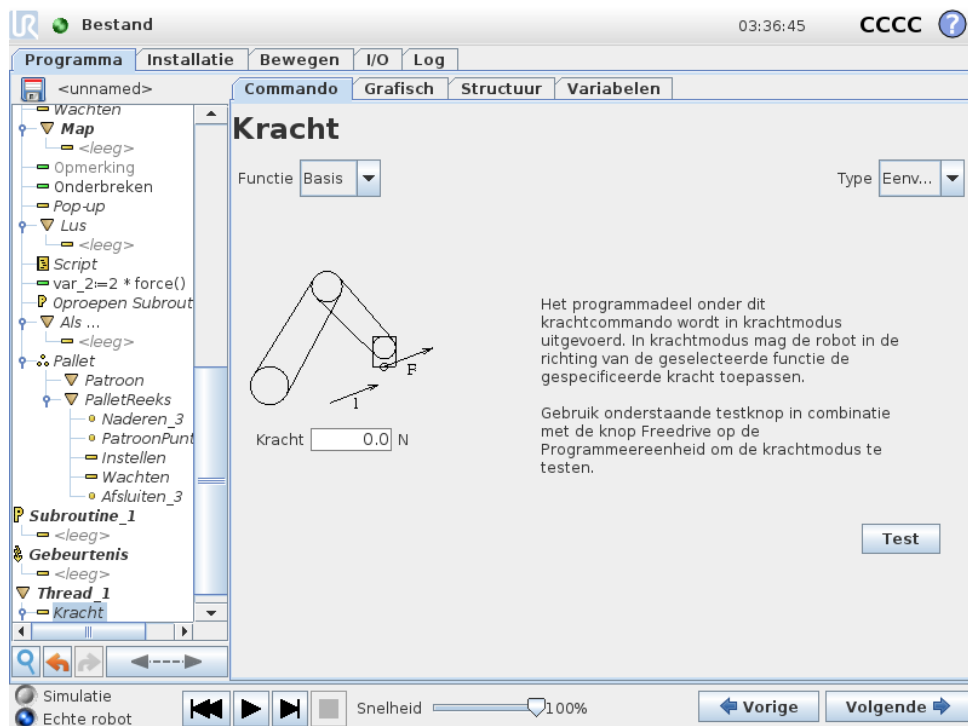 UR Bestand 03:36:45 CCCC ?
Programma Installatie Bewegen I/O Log
<unnamed>
Commando Grafisch Structuur Variabelen
Wachten
Map
<leeg>
Opmerking
Onderbreken
Pop-up
Lus
<leeg>
Script
var_2:=2 * force()
P Oproepen Subrout
Als ...
<leeg>
Pallet
Patroon
PalletReeks
Naderen_3
PatroonPunt
Instellen
Wachten
Afsluiten_3
P Subroutine_1
<leeg>
Gebeurtenis
<leeg>
Thread_1
Kracht
Kracht
Functie Basis Type Eenv...
F
1
Kracht 0.0 N
Het programmadeel onder dit
krachtcommando wordt in krachtmodus
uitgevoerd. In krachtmodus mag de robot in de
richting van de geselecteerde functie de
gespecificeerde kracht toepassen.
Gebruik onderstaande testknop in combinatie
met de knop Freedrive op de
Programmeereenheid om de krachtmodus te
testen.
Test
Simulatie
Echte robot
Snelheid 100%
Vorige Volgende